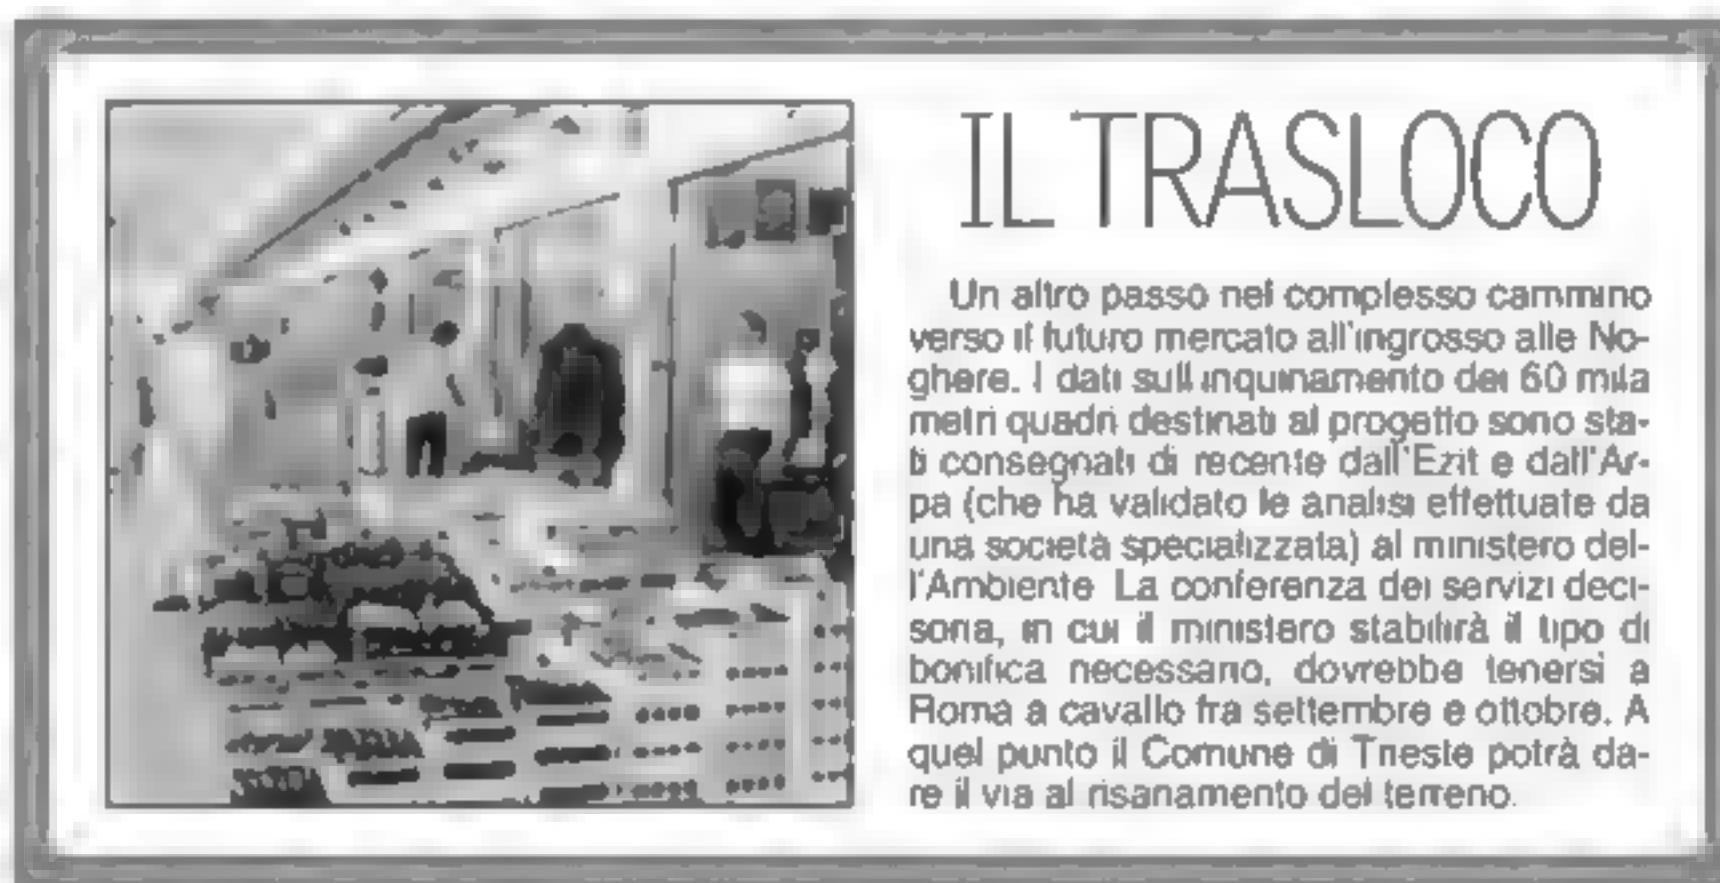 IL TRASLOCO
Un altro passo nel complesso cammino
verso il futuro mercato all'ingrosso alle No-
ghere. I dati sull'inquinamento dei 60 mila
metri quadri destinati al progetto sono sta-
ti consegnati di recente dall'Ezit e dall'Ar-
pa (che ha validato le analisi effettuate da
una società specializzata) al ministero del-
l'Ambiente. La conferenza dei servizi deci-
soria, in cui il ministero stabilirà il tipo di
bonifica necessario, dovrebbe tenersi a
Roma a cavallo fra settembre e ottobre. A
quel punto il Comune di Trieste potrà da-
re il via al risanamento del terreno.